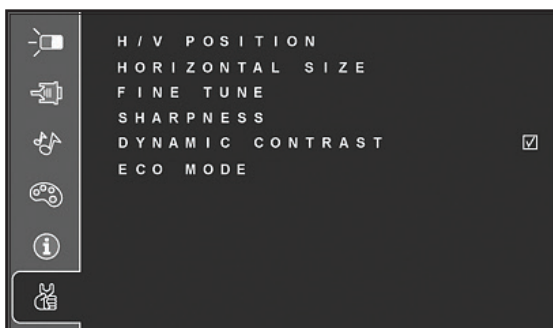 H/V POSITION
HORIZONTAL SIZE
FINE TUNE
SHARPNESS
DYNAMIC CONTRAST
ECO MODE